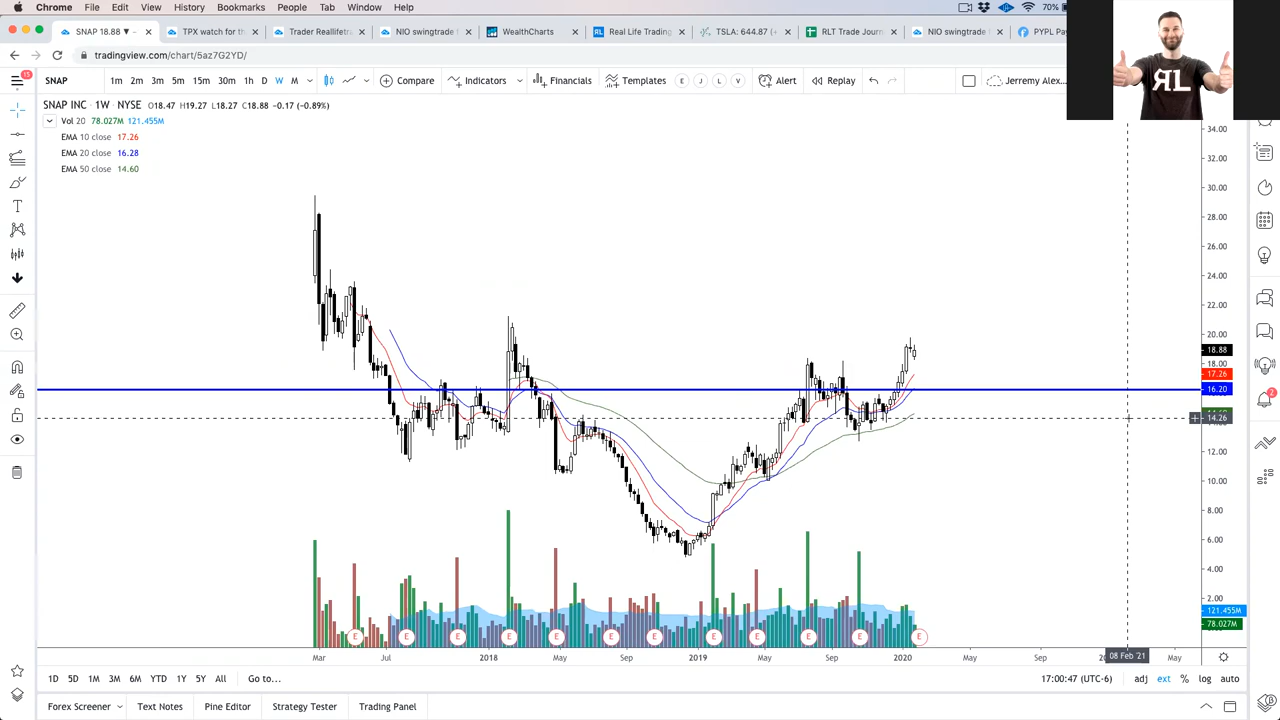 Chrome File Edit View History Bookmarks People Tab Window Help 70%
SNAP 18.88 ▼ × TPX watch for th × Trader Reallifetra × NIO swingtrade f × WealthCharts × Real Life Trading × TSLA: 644.87 ▲ + × RLT Trade Journ × NIO swingtrade f × PYPL Pa
tradingview.com/chart/5az7G2YD/
ЯL
15 SNAP 1m 2m 3m 5m 15m 30m 1h D W M Compare Indicators Financials Templates E J A V Alert Replay Jerremy Alex...
SNAP INC · 1W · NYSE O18.47 H19.27 L18.27 C18.88 −0.17 (−0.89%)
Vol 20 78.027M 121.455M
EMA 10 close 17.26
EMA 20 close 16.28
EMA 50 close 14.60
34.00
32.00
30.00
28.00
26.00
24.00
22.00
20.00
18.88
17.26
16.20
14.26
12.00
10.00
8.00
6.00
4.00
2.00
121.455M
78.027M
2
E E E E E E E E E E E E
Mar Jul 2018 May Sep 2019 May Sep 2020 May Sep 08 Feb '21 May
1D 5D 1M 3M 6M YTD 1Y 5Y All Go to... 17:00:47 (UTC-6) adj ext % log auto
Forex Screener Text Notes Pine Editor Strategy Tester Trading Panel